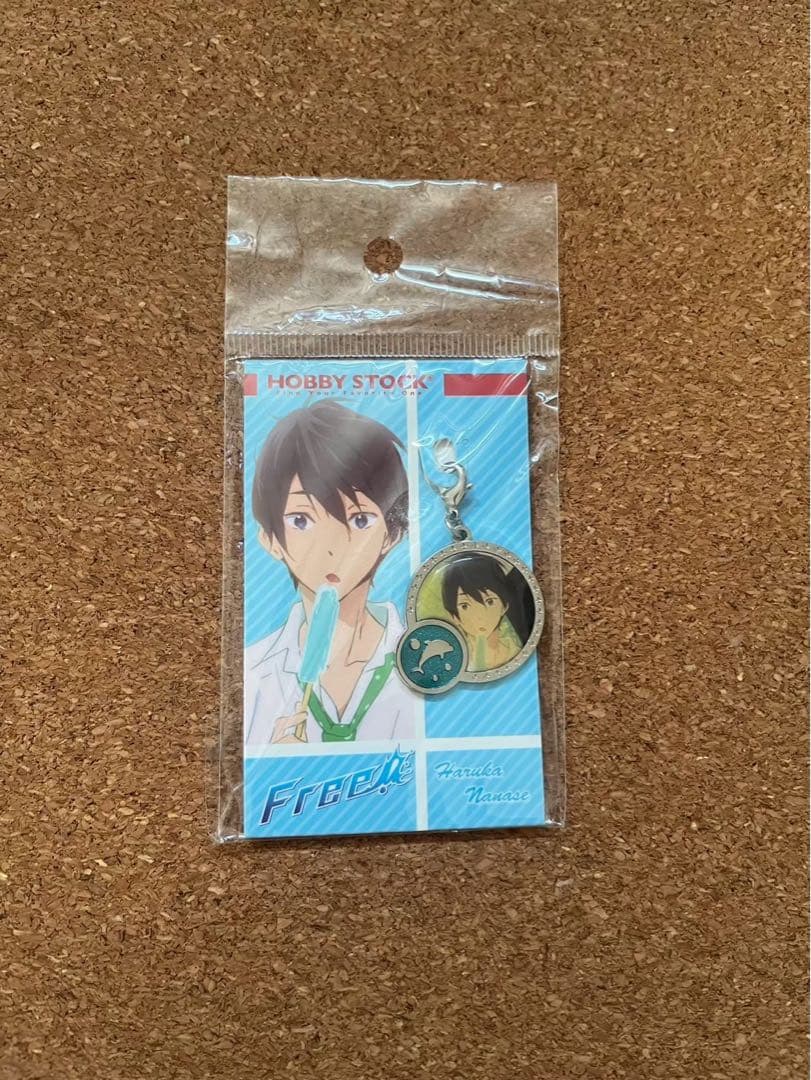 HOBBY STOCK®
Find Your Favorite One
Free!
Haruka
Nanase